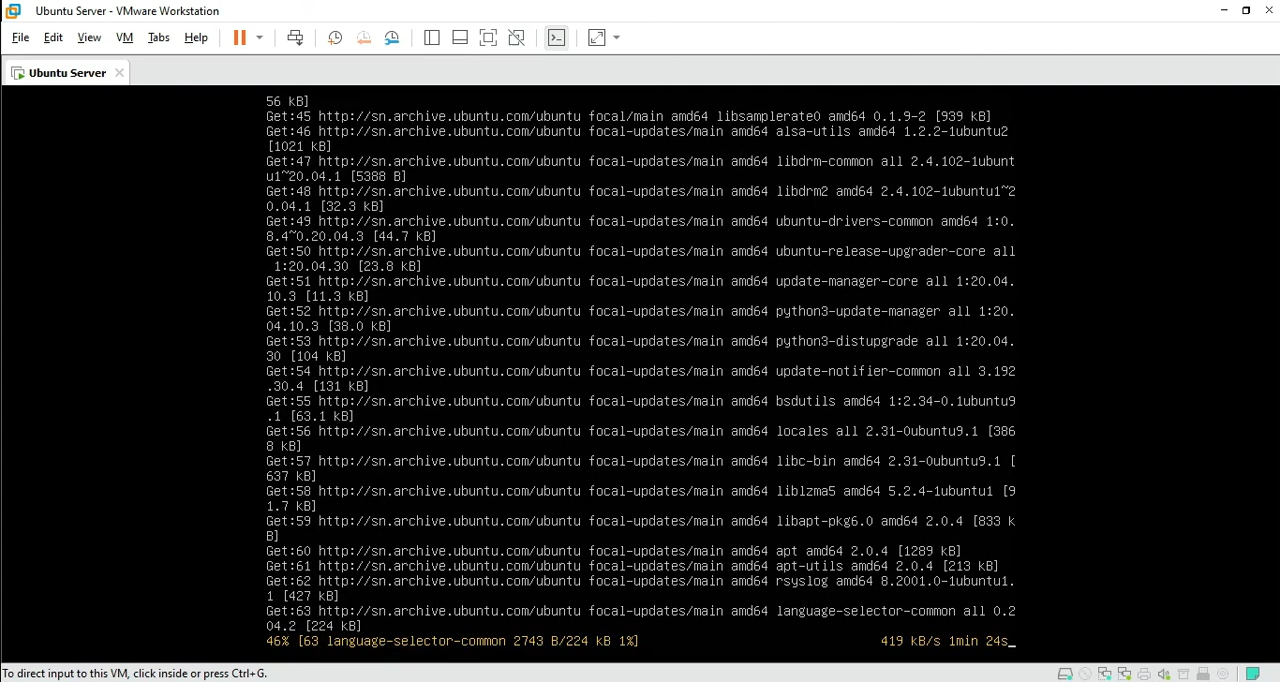 Ubuntu Server - VMware Workstation
File Edit View VM Tabs Help
Ubuntu Server
56 kB]
Get:45 http://sn.archive.ubuntu.com/ubuntu focal/main amd64 libsamplerate0 amd64 0.1.9-2 [939 kB]
Get:46 http://sn.archive.ubuntu.com/ubuntu focal-updates/main amd64 alsa-utils amd64 1.2.2-1ubuntu2
[1021 kB]
Get:47 http://sn.archive.ubuntu.com/ubuntu focal-updates/main amd64 libdrm-common all 2.4.102-1ubunt
u1~20.04.1 [5388 B]
Get:48 http://sn.archive.ubuntu.com/ubuntu focal-updates/main amd64 libdrm2 amd64 2.4.102-1ubuntu1~2
0.04.1 [32.3 kB]
Get:49 http://sn.archive.ubuntu.com/ubuntu focal-updates/main amd64 ubuntu-drivers-common amd64 1:0.
8.4~0.20.04.3 [44.7 kB]
Get:50 http://sn.archive.ubuntu.com/ubuntu focal-updates/main amd64 ubuntu-release-upgrader-core all
1:20.04.30 [23.8 kB]
Get:51 http://sn.archive.ubuntu.com/ubuntu focal-updates/main amd64 update-manager-core all 1:20.04.
10.3 [11.3 kB]
Get:52 http://sn.archive.ubuntu.com/ubuntu focal-updates/main amd64 python3-update-manager all 1:20.
04.10.3 [38.0 kB]
Get:53 http://sn.archive.ubuntu.com/ubuntu focal-updates/main amd64 python3-distupgrade all 1:20.04.
30 [104 kB]
Get:54 http://sn.archive.ubuntu.com/ubuntu focal-updates/main amd64 update-notifier-common all 3.192
.30.4 [131 kB]
Get:55 http://sn.archive.ubuntu.com/ubuntu focal-updates/main amd64 bsdutils amd64 1:2.34-0.1ubuntu9
.1 [63.1 kB]
Get:56 http://sn.archive.ubuntu.com/ubuntu focal-updates/main amd64 locales all 2.31-0ubuntu9.1 [386
8 kB]
Get:57 http://sn.archive.ubuntu.com/ubuntu focal-updates/main amd64 libc-bin amd64 2.31-0ubuntu9.1 [
637 kB]
Get:58 http://sn.archive.ubuntu.com/ubuntu focal-updates/main amd64 liblzma5 amd64 5.2.4-1ubuntu1 [9
1.7 kB]
Get:59 http://sn.archive.ubuntu.com/ubuntu focal-updates/main amd64 libapt-pkg6.0 amd64 2.0.4 [833 k
B]
Get:60 http://sn.archive.ubuntu.com/ubuntu focal-updates/main amd64 apt amd64 2.0.4 [1289 kB]
Get:61 http://sn.archive.ubuntu.com/ubuntu focal-updates/main amd64 apt-utils amd64 2.0.4 [213 kB]
Get:62 http://sn.archive.ubuntu.com/ubuntu focal-updates/main amd64 rsyslog amd64 8.2001.0-1ubuntu1.
1 [427 kB]
Get:63 http://sn.archive.ubuntu.com/ubuntu focal-updates/main amd64 language-selector-common all 0.2
04.2 [224 kB]
46% [63 language-selector-common 2743 B/224 kB 1%] 419 kB/s 1min 24s_
To direct input to this VM, click inside or press Ctrl+G.